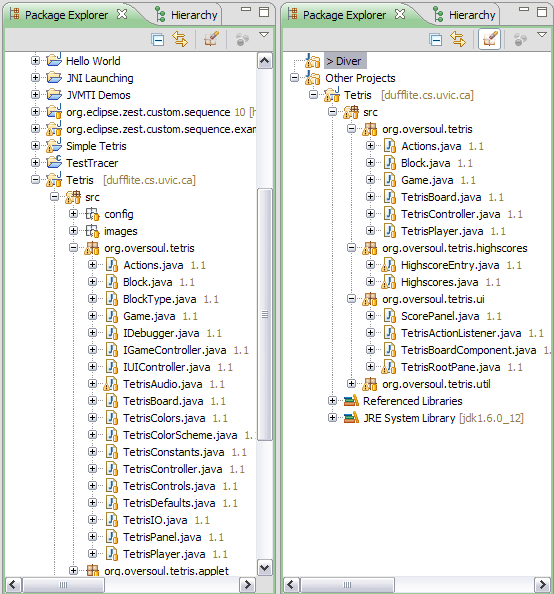 Package Explorer
Hierarchy
Hello World
JNI Launching
JVMTI Demos
org.eclipse.zest.custom.sequence 10 [h
org.eclipse.zest.custom.sequence.exa
Simple Tetris
TestTracer
Tetris [dufflite.cs.uvic.ca]
src
config
images
org.oversoul.tetris
Actions.java 1.1
Block.java 1.1
BlockType.java 1.1
Game.java 1.1
IDebugger.java 1.1
IGameController.java 1.1
IUIController.java 1.1
TetrisAudio.java 1.1
TetrisBoard.java 1.1
TetrisColors.java 1.1
TetrisColorScheme.java 1.1
TetrisConstants.java 1.1
TetrisController.java 1.1
TetrisControls.java 1.1
TetrisDefaults.java 1.1
TetrisIO.java 1.1
TetrisPanel.java 1.1
TetrisPlayer.java 1.1
org.oversoul.tetris.applet
Package Explorer
Hierarchy
> Diver
Other Projects
Tetris [dufflite.cs.uvic.ca]
src
org.oversoul.tetris
Actions.java 1.1
Block.java 1.1
Game.java 1.1
TetrisBoard.java 1.1
TetrisController.java 1.1
TetrisPlayer.java 1.1
org.oversoul.tetris.highscores
HighscoreEntry.java 1.1
Highscores.java 1.1
org.oversoul.tetris.ui
ScorePanel.java 1.1
TetrisActionListener.java 1.1
TetrisBoardComponent.java 1.1
TetrisRootPane.java 1.1
org.oversoul.tetris.util
Referenced Libraries
JRE System Library [jdk1.6.0_12]